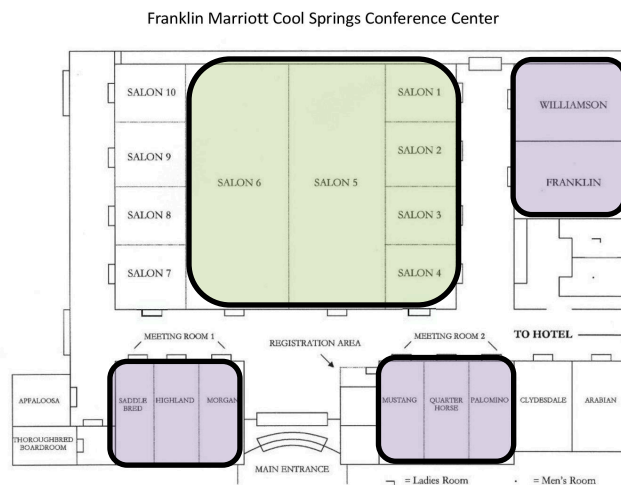 Franklin Marriott Cool Springs Conference Center
SALON 10
SALON 1
WILLIAMSON
SALON 9
SALON 2
SALON 6
SALON 5
FRANKLIN
SALON 8
SALON 3
SALON 7
SALON 4
MEETING ROOM 1
REGISTRATION AREA
MEETING ROOM 2
TO HOTEL
APPALOOSA
SADDLE
BRED
HIGHLAND
MORGAN
MUSTANG
QUARTER
HORSE
PALOMINO
CLYDESDALE
ARABIAN
THOROUGHBRED
BOARDROOM
MAIN ENTRANCE
= Ladies Room
= Men's Room